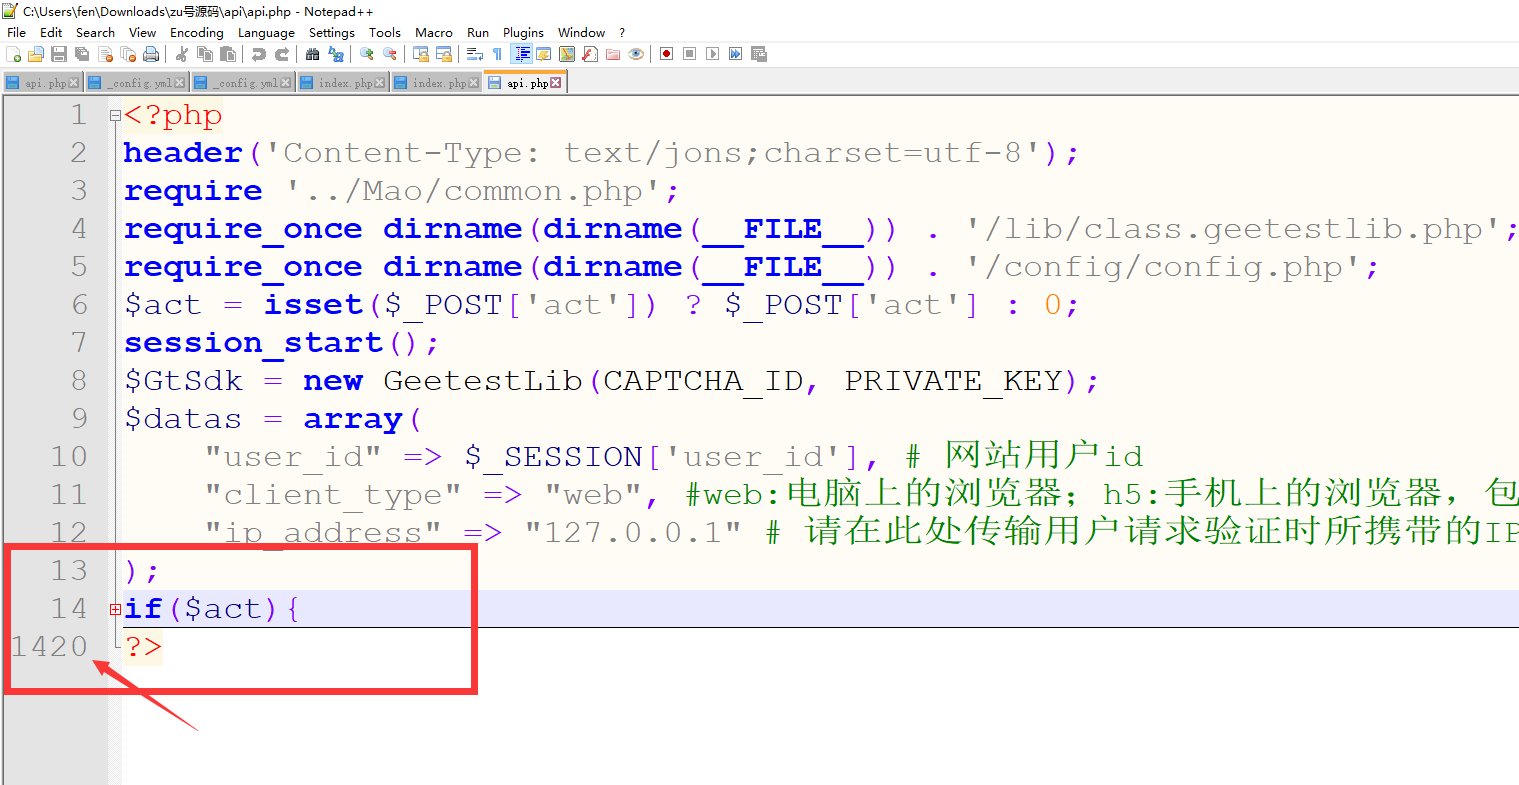 C:\Users\fen\Downloads\zu号源码\api\api.php - Notepad++
File Edit Search View Encoding Language Settings Tools Macro Run Plugins Window ?
api.php _config.yml _config.yml index.php index.php api.php
1 <?php
2 header('Content-Type: text/jons;charset=utf-8');
3 require '../Mao/common.php';
4 require_once dirname(dirname(__FILE__)) . '/lib/class.geetestlib.php';
5 require_once dirname(dirname(__FILE__)) . '/config/config.php';
6 $act = isset($_POST['act']) ? $_POST['act'] : 0;
7 session_start();
8 $GtSdk = new GeetestLib(CAPTCHA_ID, PRIVATE_KEY);
9 $datas = array(
10 "user_id" => $_SESSION['user_id'], # 网站用户id
11 "client_type" => "web", #web:电脑上的浏览器；h5:手机上的浏览器，包
12 "ip_address" => "127.0.0.1" # 请在此处传输用户请求验证时所携带的IP
13 );
14 if($act){
1420 ?>